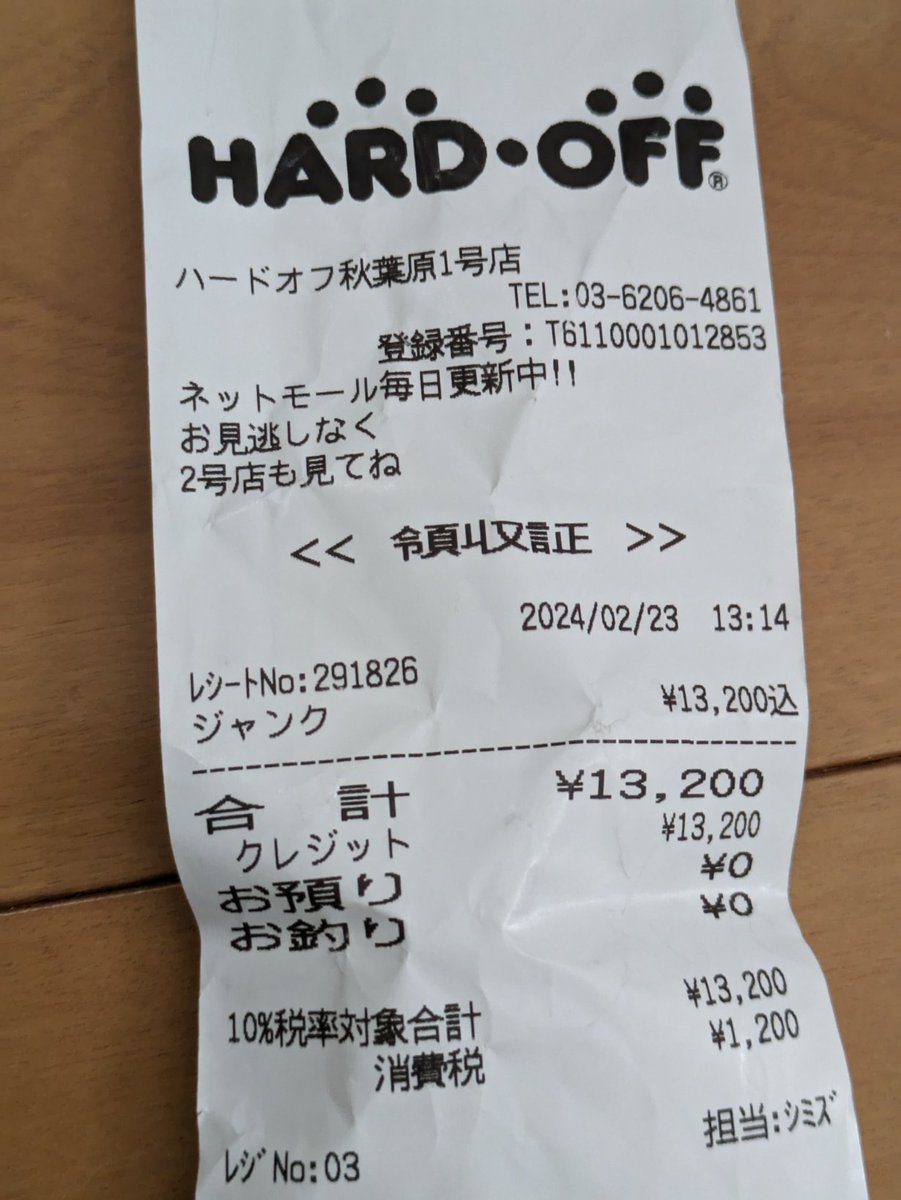 HARD・OFF®
ハードオフ秋葉原1号店
TEL:03-6206-4861
登録番号:T6110001012853
ネットモール毎日更新中!!
お見逃しなく
2号店も見てね
<< 領収証 >>
2024/02/23 13:14
ﾚｼｰﾄNo:291826
ジャンク ¥13,200込
合 計 ¥13,200
クレジット ¥13,200
お預り ¥0
お釣り ¥0
10%税率対象合計 ¥13,200
消費税 ¥1,200
担当:ｼﾐｽﾞ
ﾚｼﾞNo:03